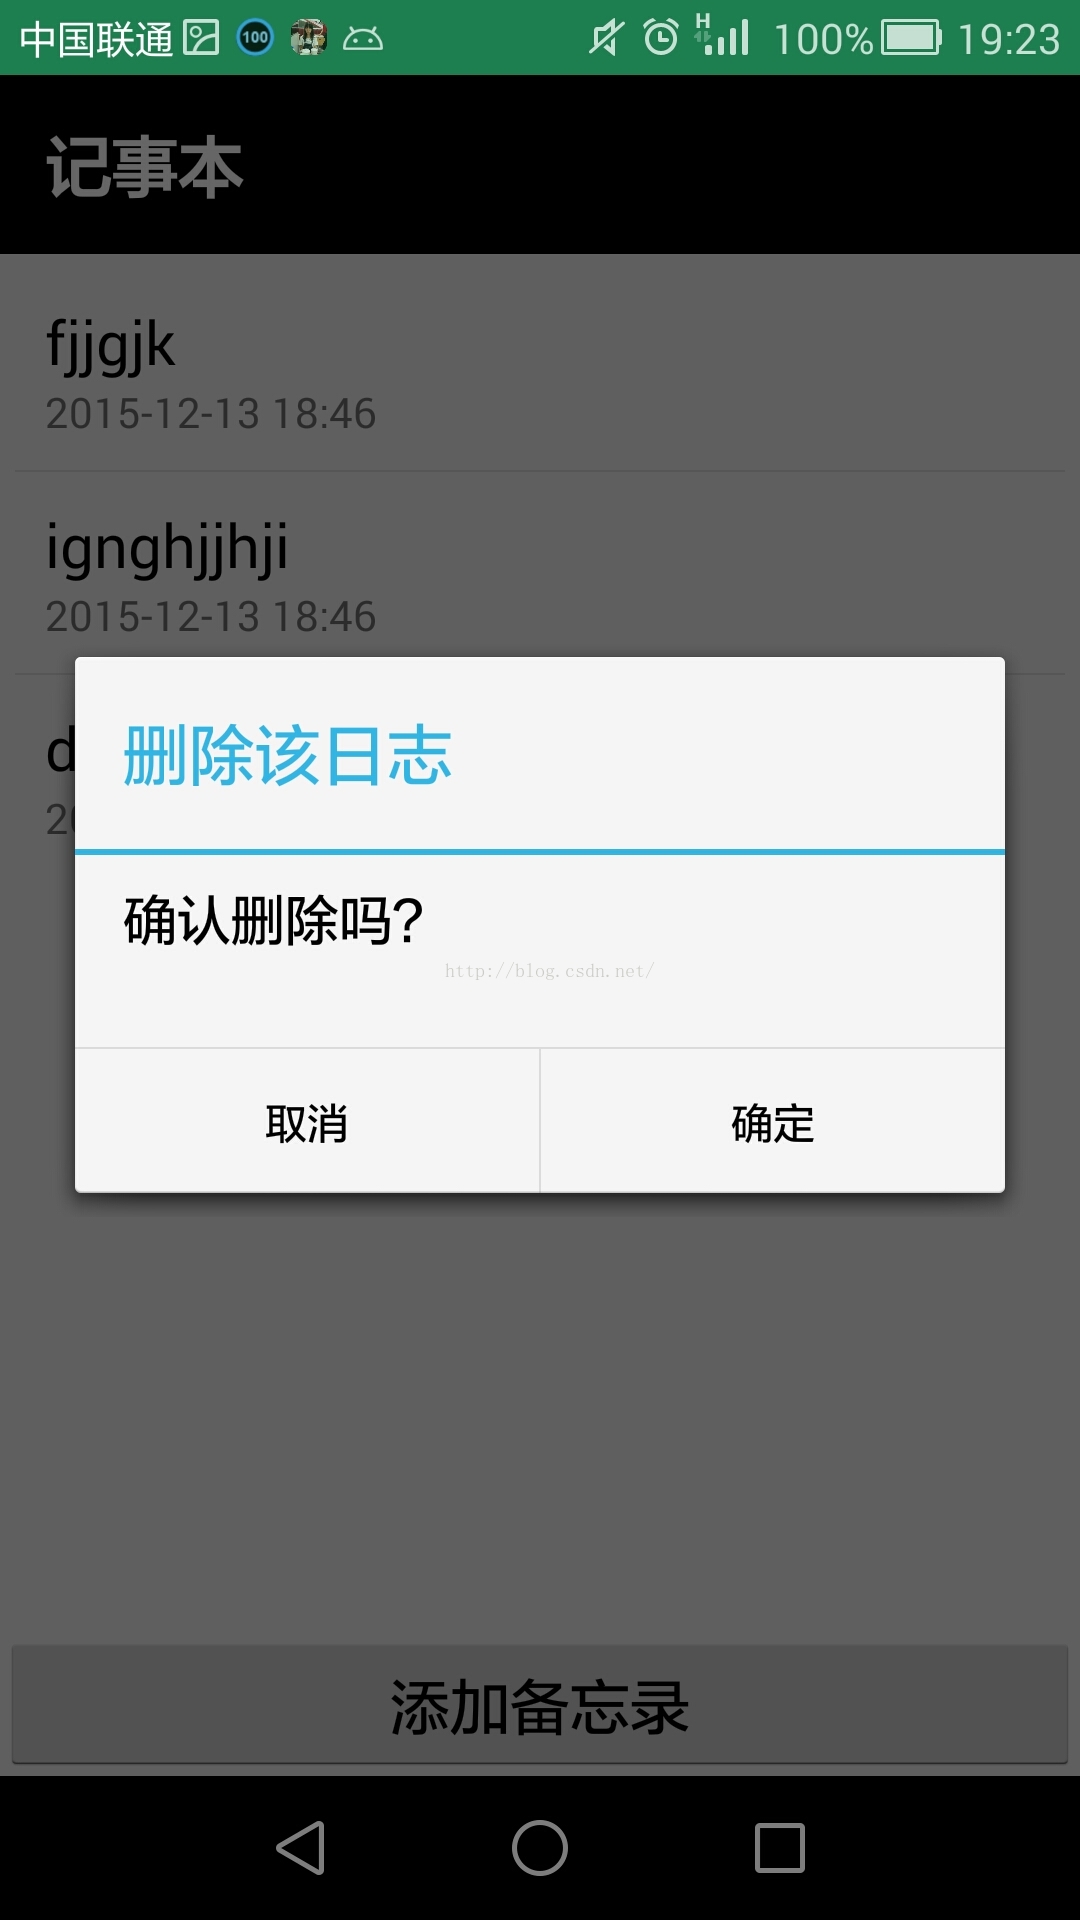 中国联通 100 H 100% 19:23
记事本
fjjgjk
2015-12-13 18:46
ignghjjhji
2015-12-13 18:46
d
20
删除该日志
确认删除吗?
http://blog.csdn.net/
取消 确定
添加备忘录